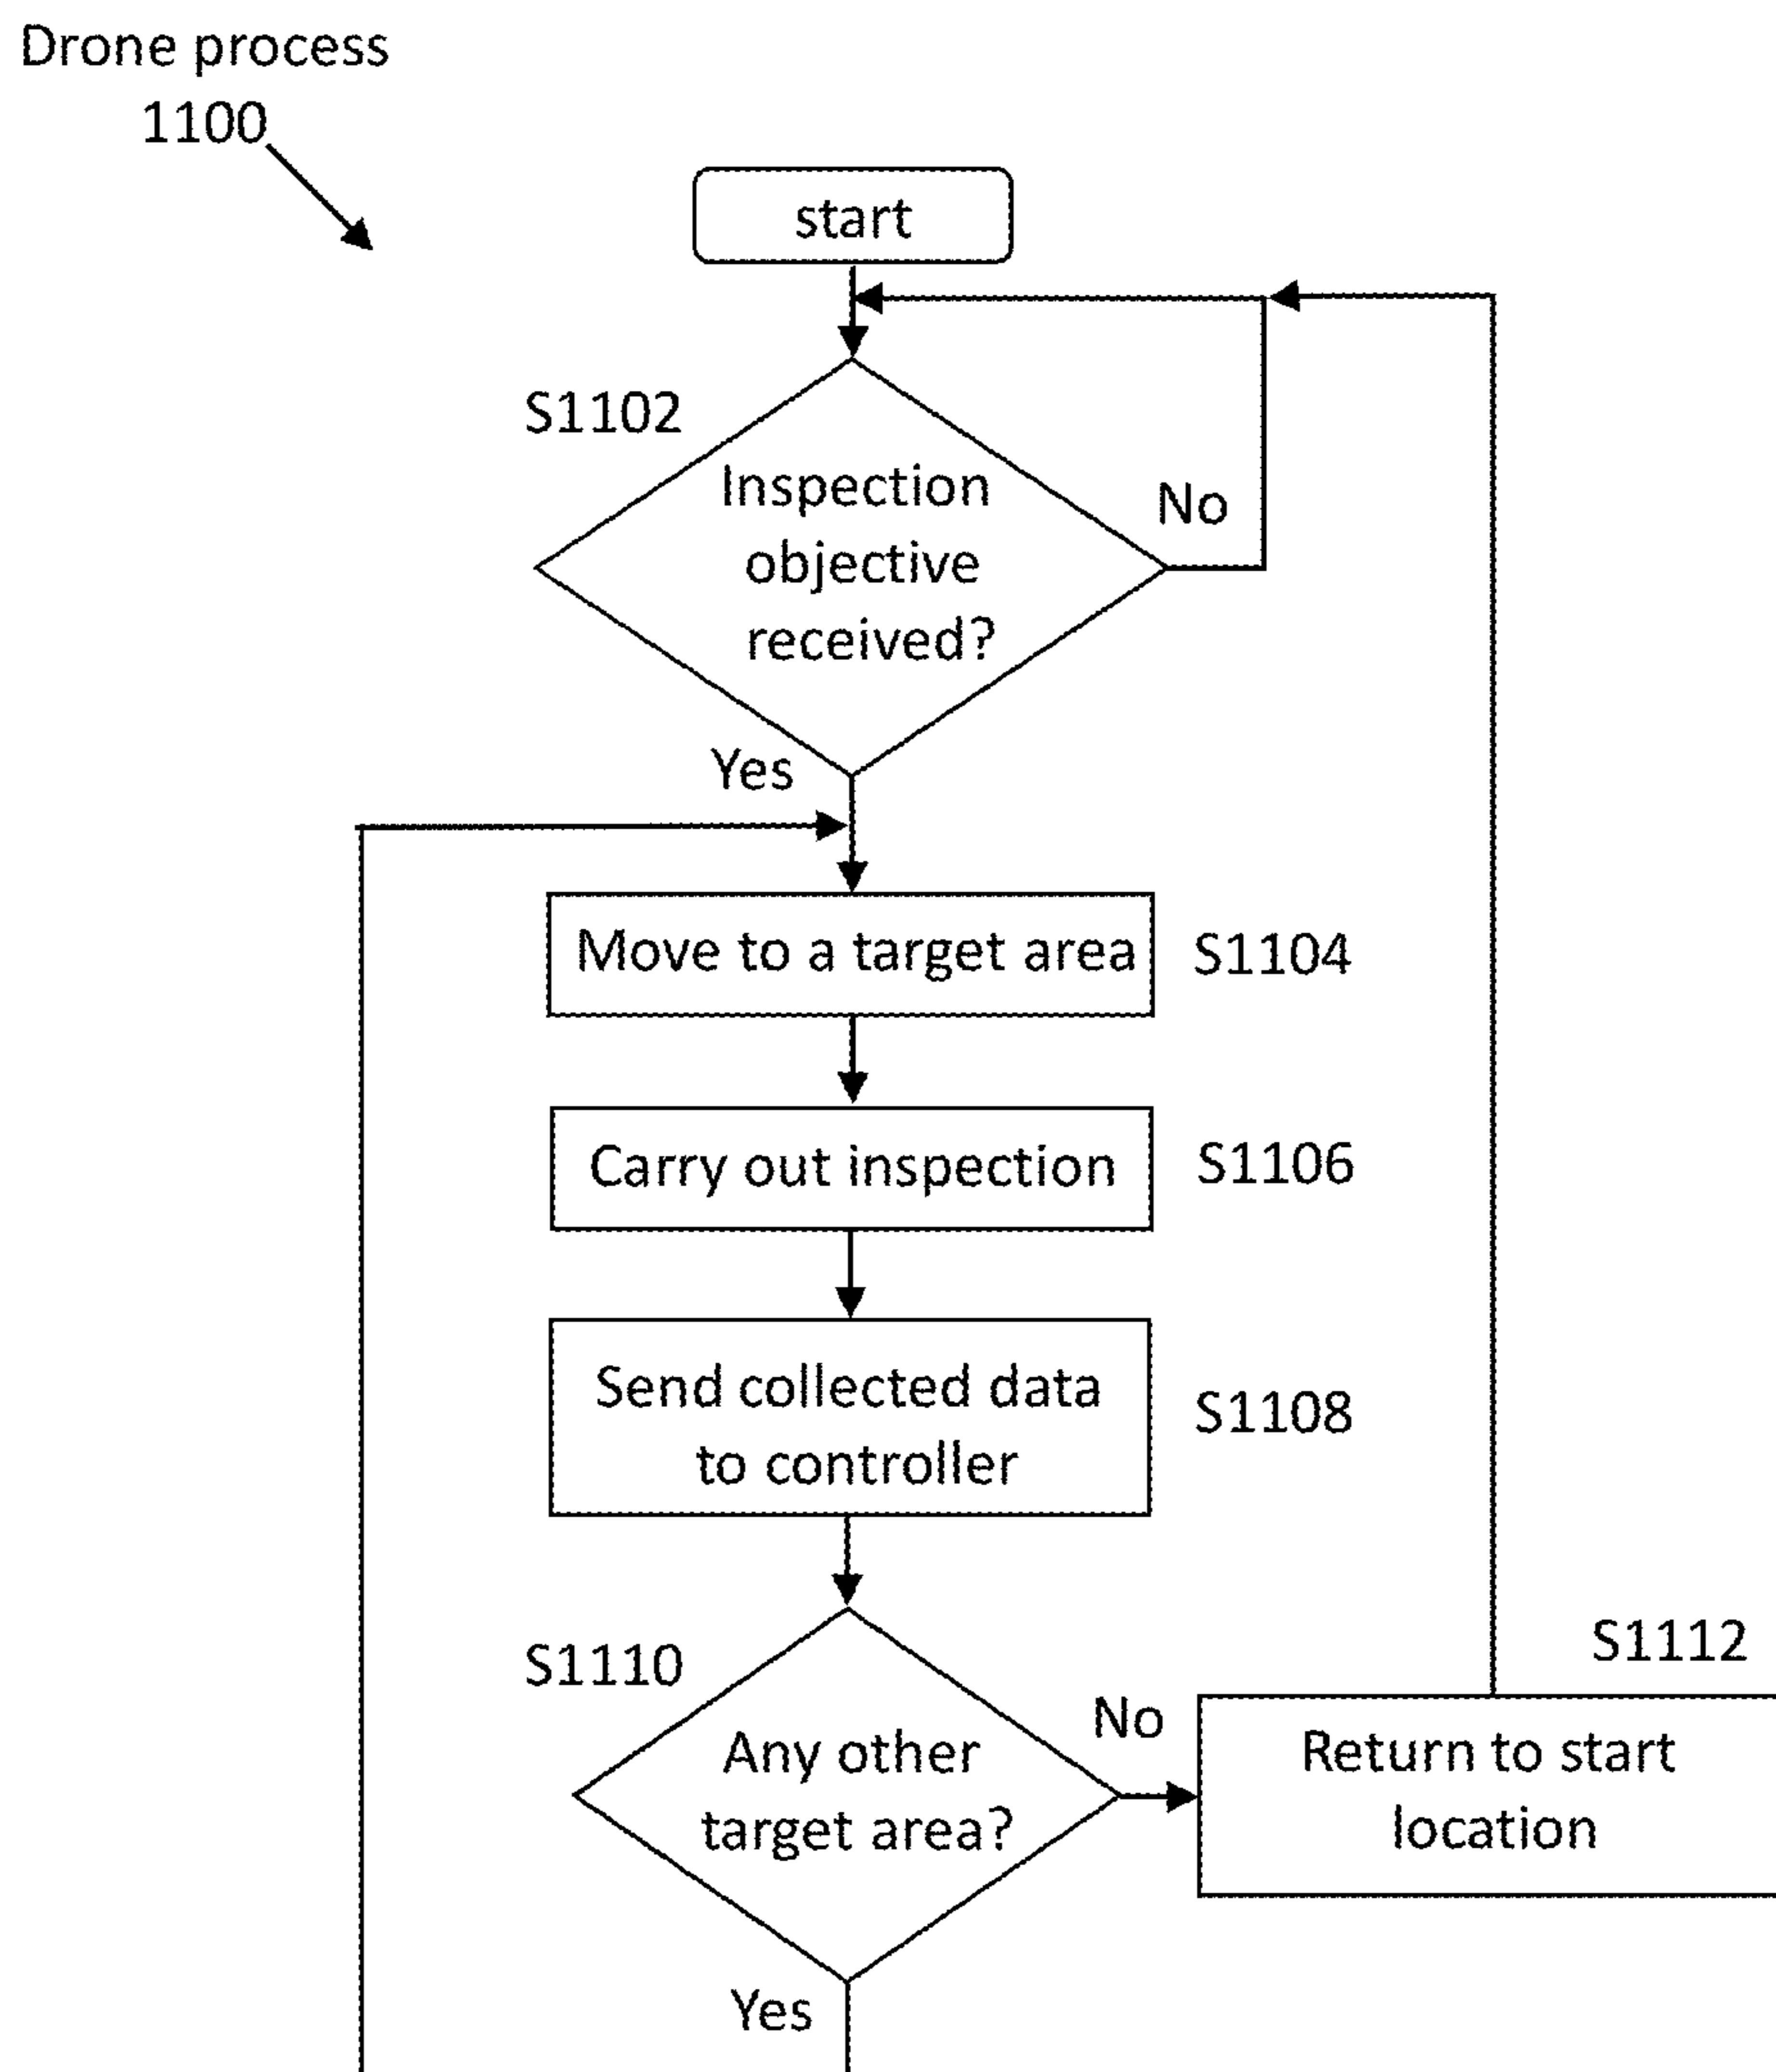 Drone process
1100
start
S1102
Inspection
objective
received?
No
Yes
Move to a target area
S1104
Carry out inspection
S1106
Send collected data
to controller
S1108
S1110
Any other
target area?
No
S1112
Return to start
location
Yes